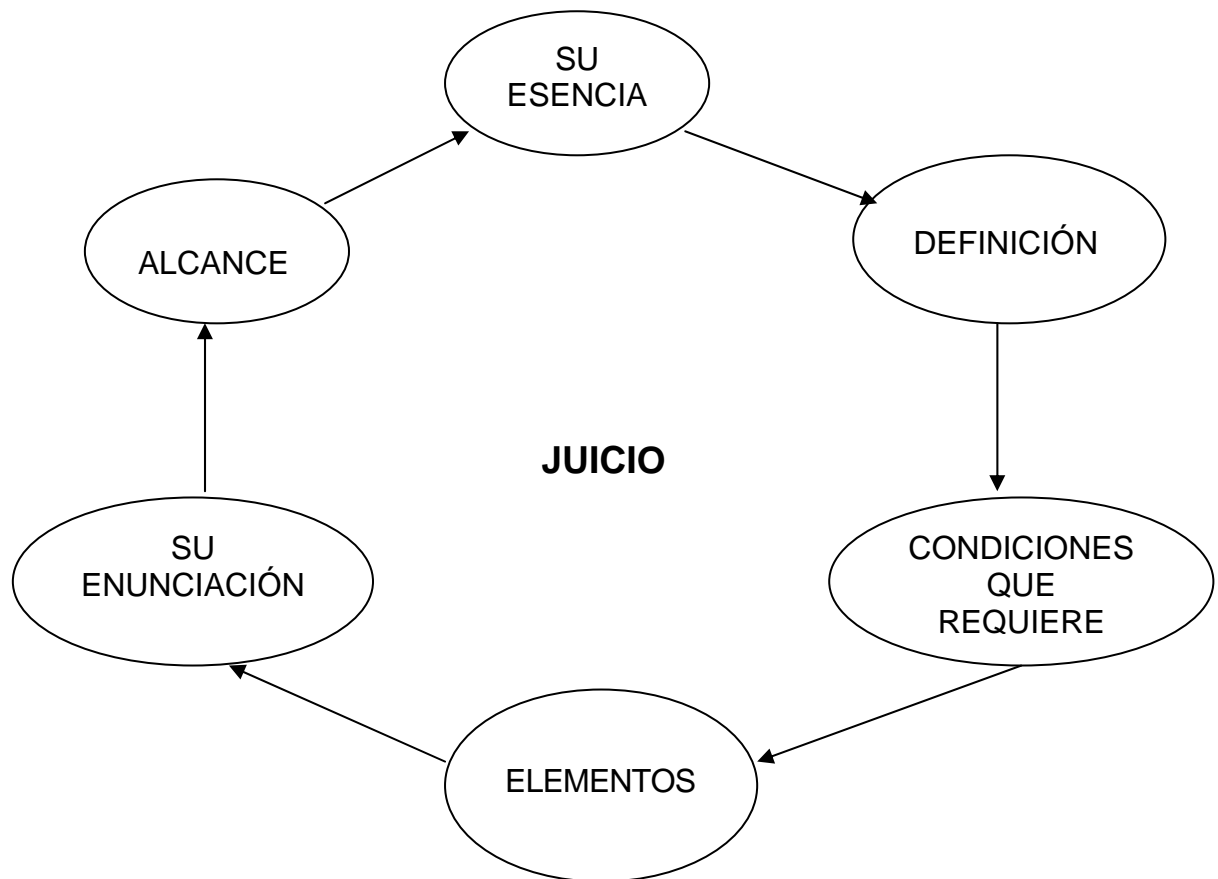 SU
ESENCIA
DEFINICIÓN
ALCANCE
JUICIO
SU
ENUNCIACIÓN
CONDICIONES
QUE
REQUIERE
ELEMENTOS